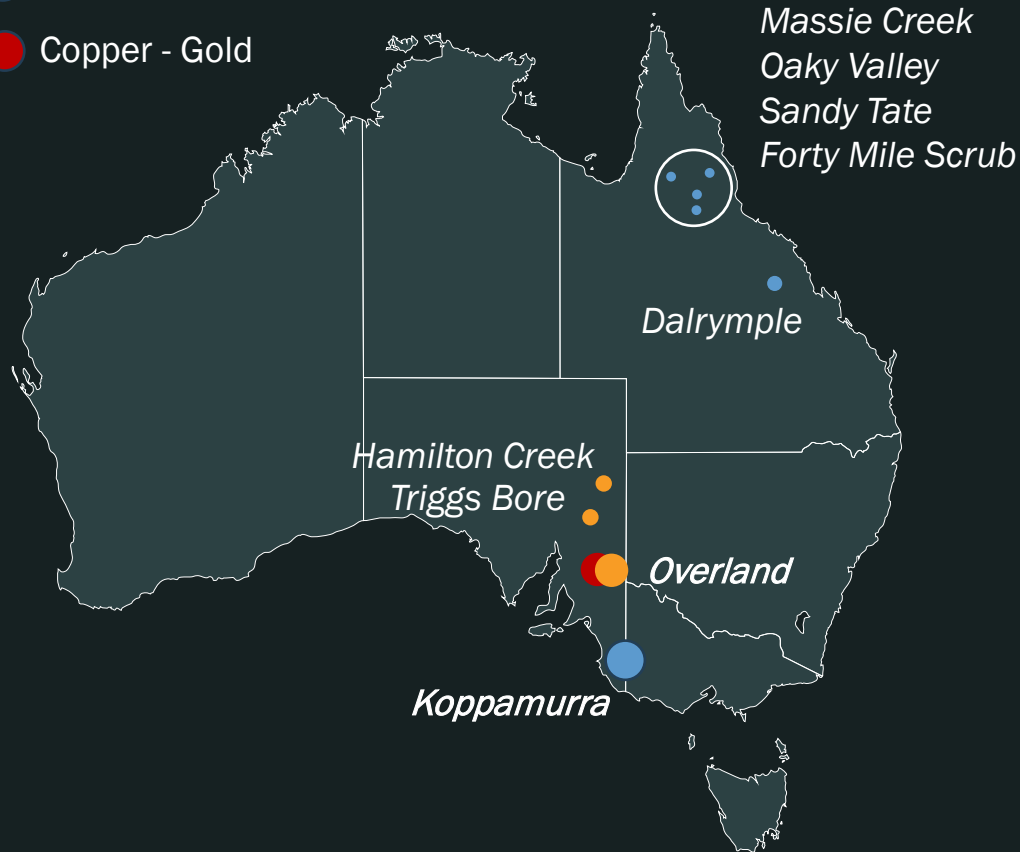 Copper - Gold
Massie Creek
Oaky Valley
Sandy Tate
Forty Mile Scrub
Dalrymple
Hamilton Creek
Triggs Bore
Overland
Koppamurra